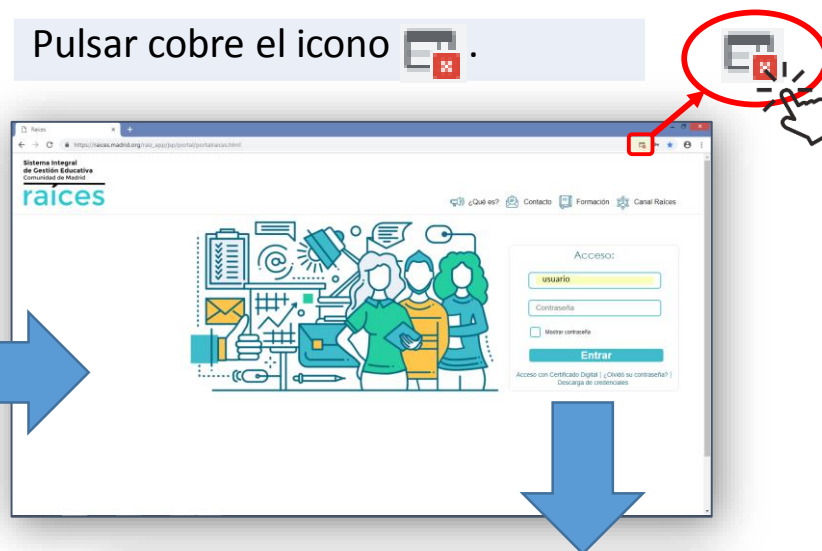 Pulsar cobre el icono .
Raíces
https://raices.madrid.org/raiz_app/jsp/portal/portalraices.html
Sistema Integral
de Gestión Educativa
Comunidad de Madrid
raíces
¿Qué es? Contacto Formación Canal Raíces
Acceso:
usuario
Contraseña
Mostrar contraseña
Entrar
Acceso con Certificado Digital | ¿Olvidó su contraseña? |
Descarga de credenciales